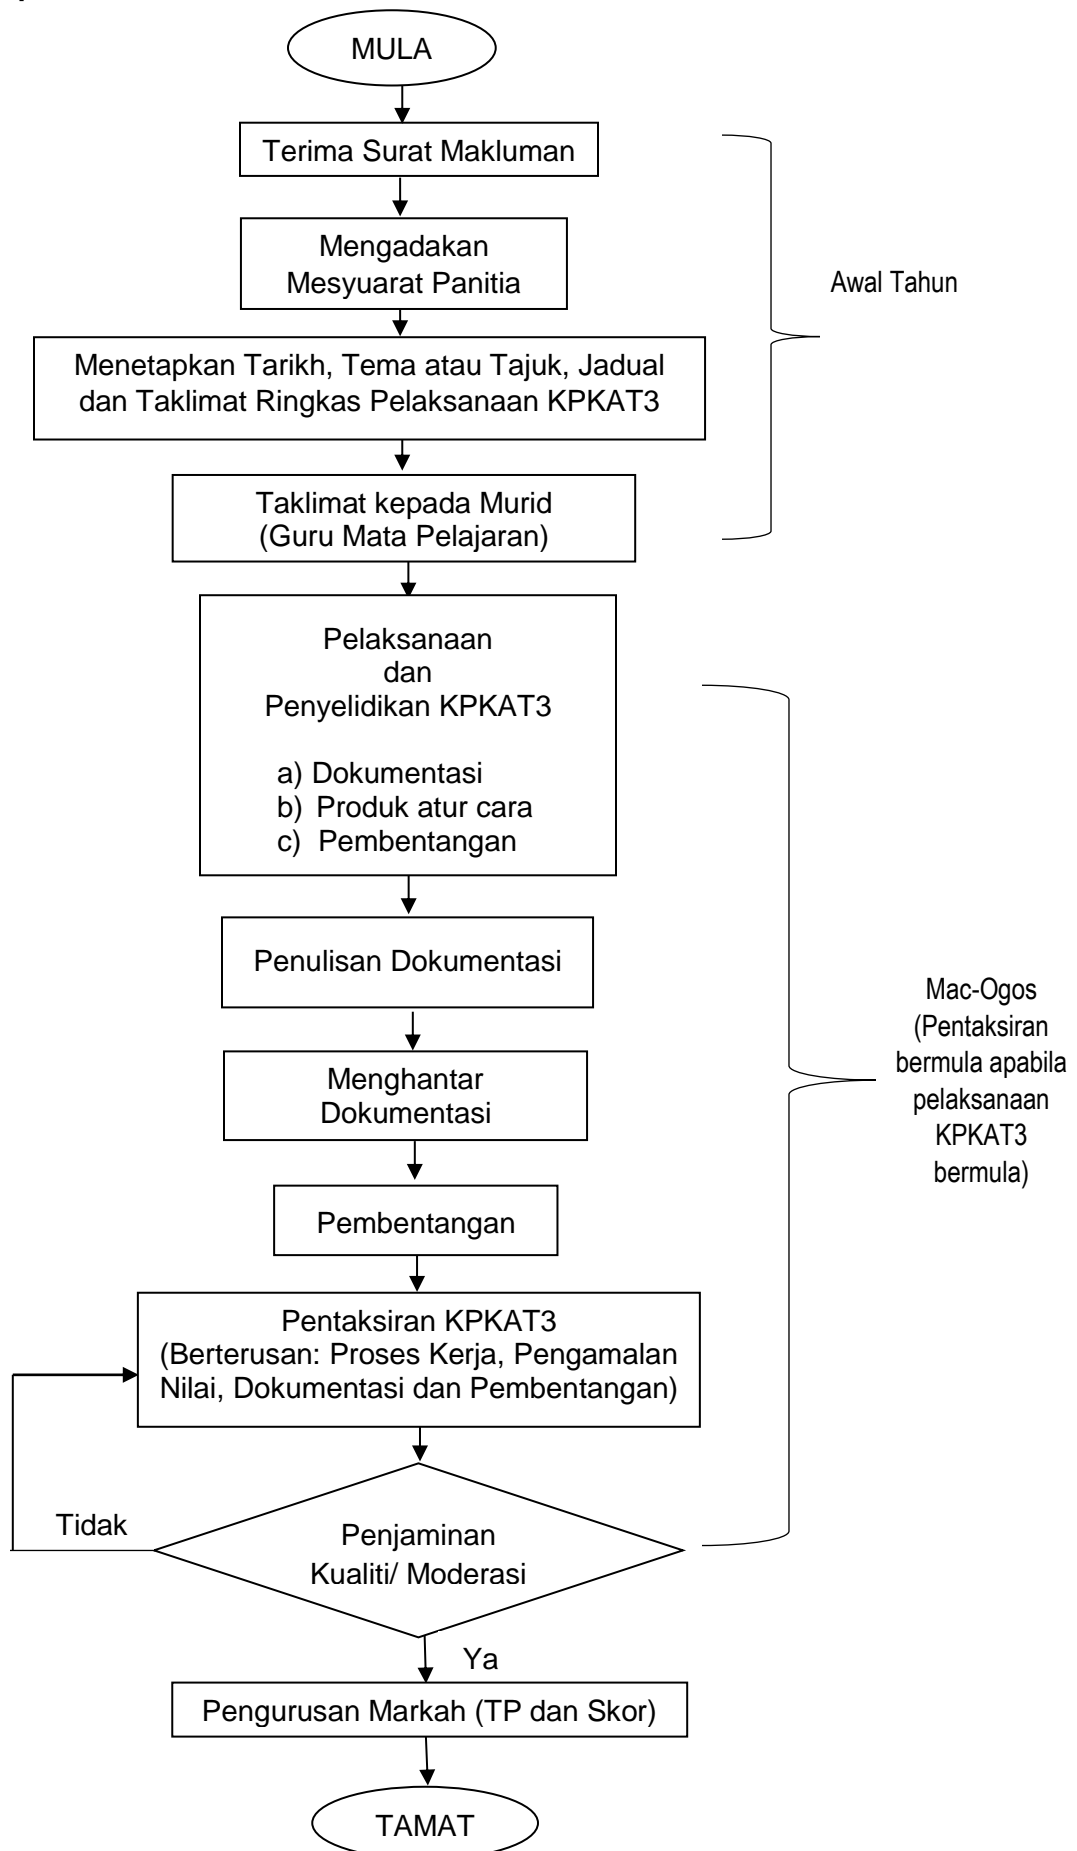 MULA
Terima Surat Makluman
Mengadakan
Mesyuarat Panitia
Awal Tahun
Menetapkan Tarikh, Tema atau Tajuk, Jadual
dan Taklimat Ringkas Pelaksanaan KPKAT3
Taklimat kepada Murid
(Guru Mata Pelajaran)
Pelaksanaan
dan
Penyelidikan KPKAT3
a) Dokumentasi
b) Produk atur cara
c) Pembentangan
Penulisan Dokumentasi
Menghantar
Dokumentasi
Mac-Ogos
(Pentaksiran
bermula apabila
pelaksanaan
KPKAT3
bermula)
Pembentangan
Pentaksiran KPKAT3
(Berterusan: Proses Kerja, Pengamalan
Nilai, Dokumentasi dan Pembentangan)
Tidak
Penjaminan
Kualiti/ Moderasi
Ya
Pengurusan Markah (TP dan Skor)
TAMAT